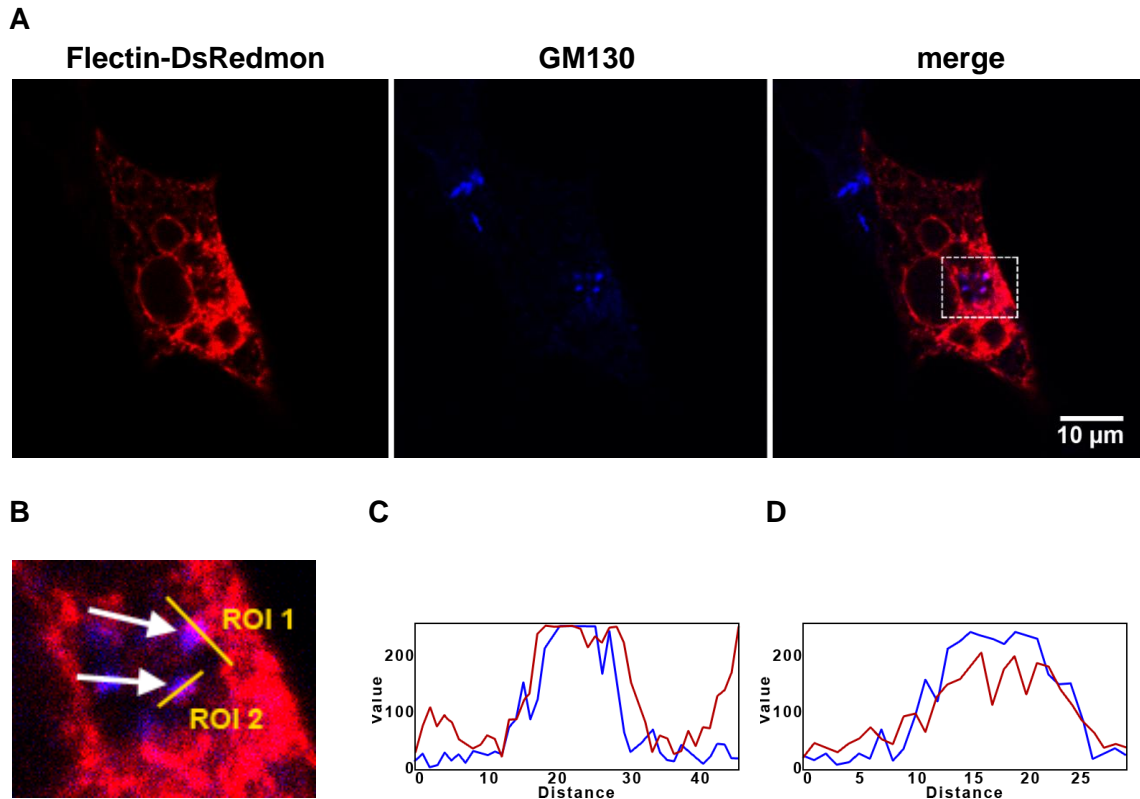 A
Flectin-DsRedmon GM130 merge
10 µm
B C D
ROI 1
ROI 2
Value
200
100
0
0 10 20 30 40
Distance
Value
200
100
0
0 5 10 15 20 25
Distance